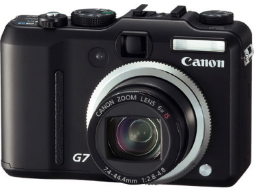 Canon
CANON ZOOM LENS 6x IS
G7
7.4-44.4mm 1:2.8-4.8